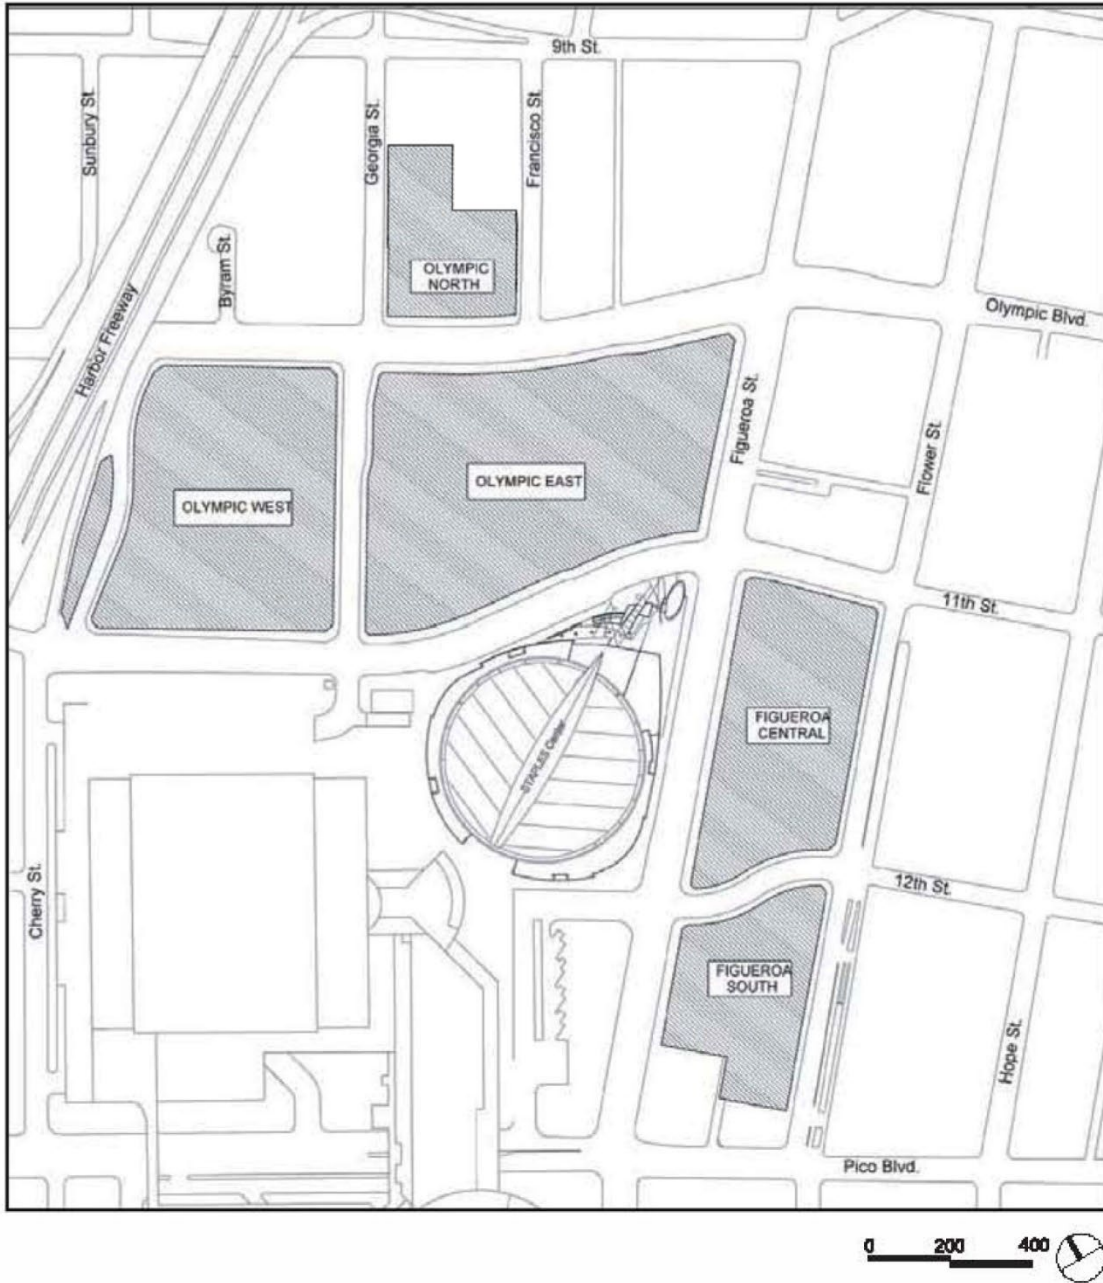 9th St.
Sunbury St.
Georgia St.
Francisco St.
Byram St.
OLYMPIC
NORTH
Harbor Freeway
Olympic Blvd.
Figueroa St.
Flower St.
OLYMPIC EAST
OLYMPIC WEST
11th St.
FIGUEROA
CENTRAL
STAPLES Center
12th St.
Cherry St.
FIGUEROA
SOUTH
Hope St.
Pico Blvd.
0 200 400